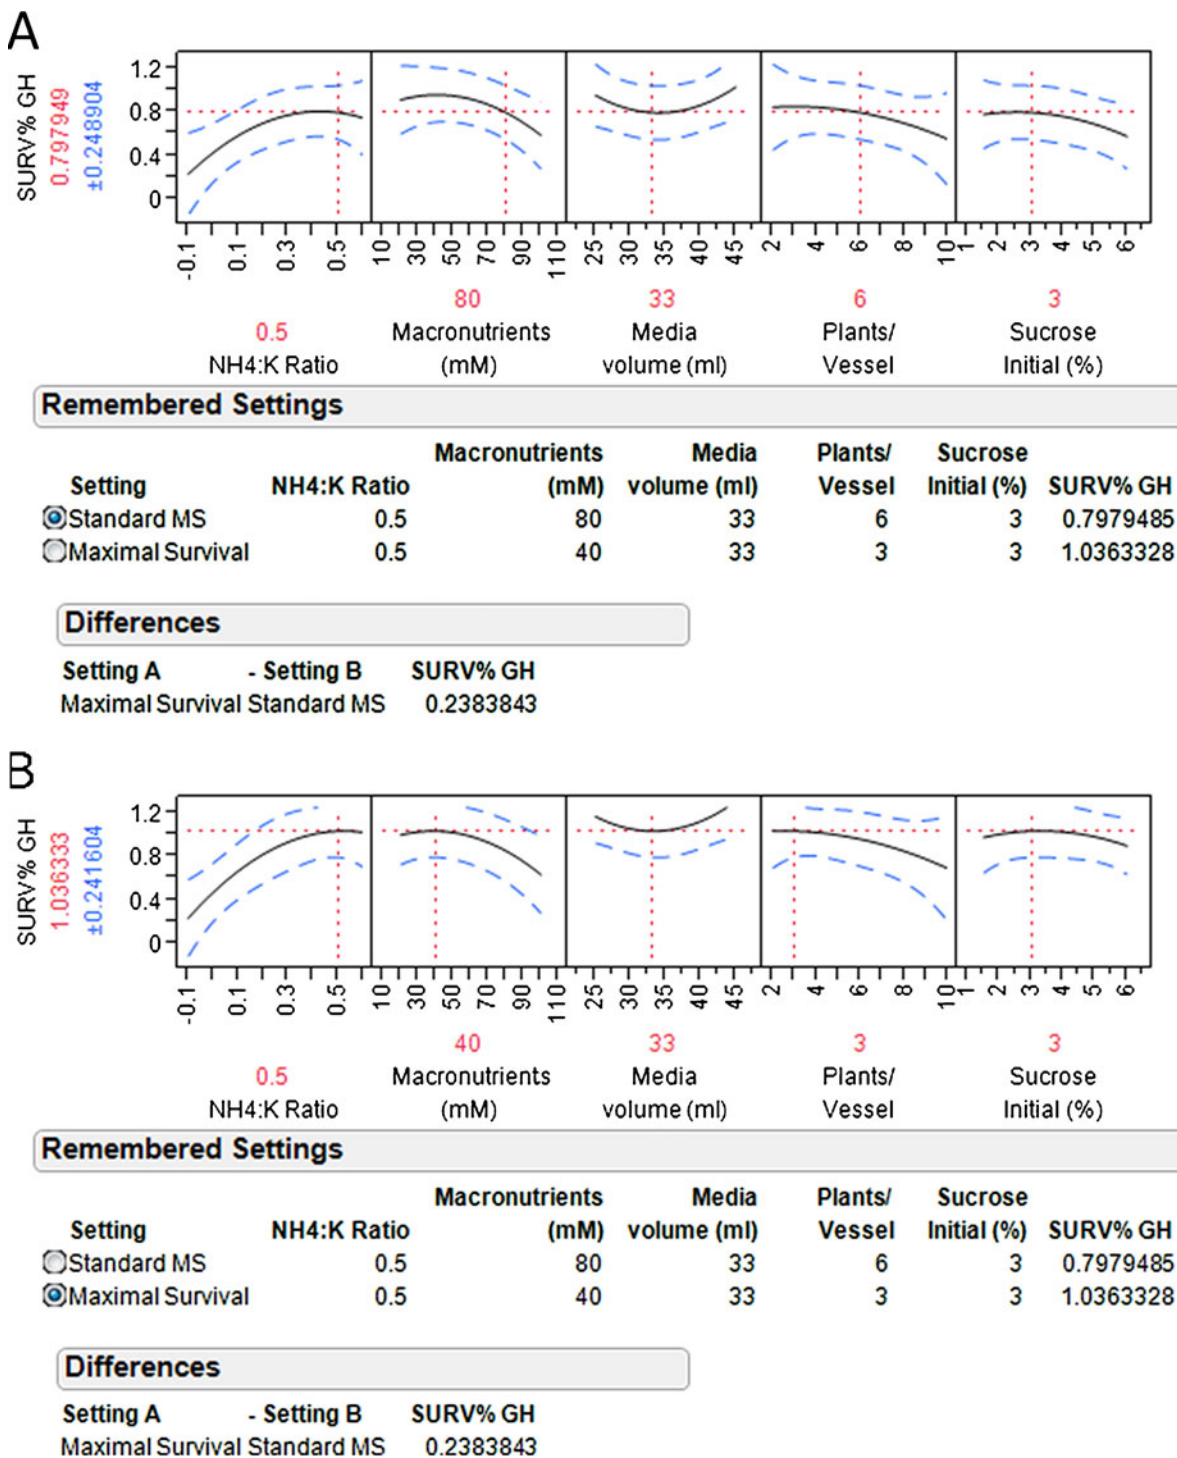 A
SURV% GH
0.797949
±0.248904
1.2
0.8
0.4
0
-0.1 0.1 0.3 0.5 10 30 50 70 90 110 25 30 35 40 45 2 4 6 8 10 1 2 3 4 5 6
80 33 6 3
0.5 Macronutrients Media Plants/ Sucrose
NH4:K Ratio (mM) volume (ml) Vessel Initial (%)
Remembered Settings
Macronutrients Media Plants/ Sucrose
Setting NH4:K Ratio (mM) volume (ml) Vessel Initial (%) SURV% GH
Standard MS 0.5 80 33 6 3 0.7979485
Maximal Survival 0.5 40 33 3 3 1.0363328
Differences
Setting A - Setting B SURV% GH
Maximal Survival Standard MS 0.2383843
B
SURV% GH
1.036333
±0.241604
1.2
0.8
0.4
0
-0.1 0.1 0.3 0.5 10 30 50 70 90 110 25 30 35 40 45 2 4 6 8 10 1 2 3 4 5 6
40 33 3 3
0.5 Macronutrients Media Plants/ Sucrose
NH4:K Ratio (mM) volume (ml) Vessel Initial (%)
Remembered Settings
Macronutrients Media Plants/ Sucrose
Setting NH4:K Ratio (mM) volume (ml) Vessel Initial (%) SURV% GH
Standard MS 0.5 80 33 6 3 0.7979485
Maximal Survival 0.5 40 33 3 3 1.0363328
Differences
Setting A - Setting B SURV% GH
Maximal Survival Standard MS 0.2383843